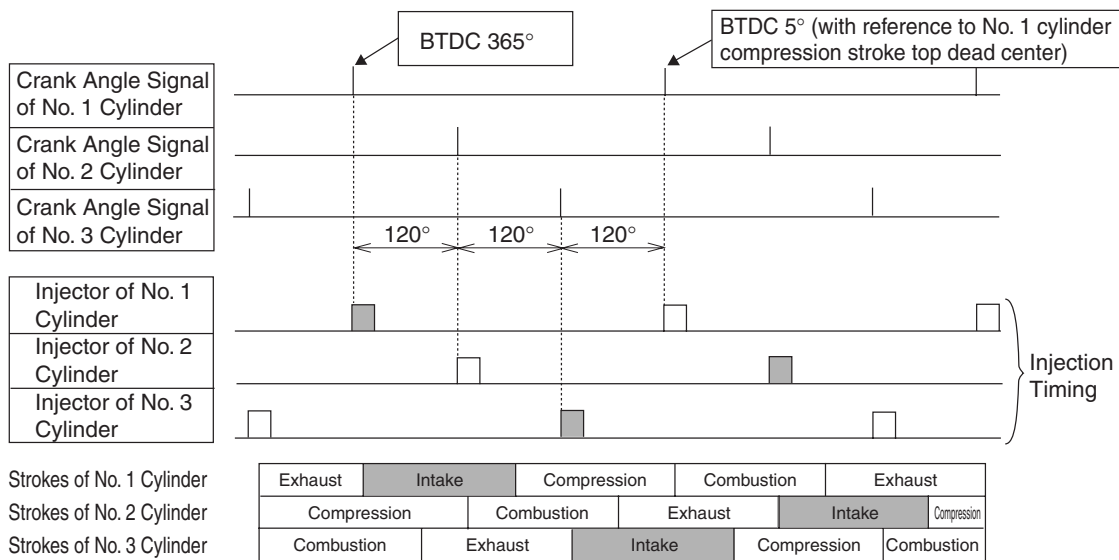 BTDC 365°
BTDC 5° (with reference to No. 1 cylinder
compression stroke top dead center)
Crank Angle Signal
of No. 1 Cylinder
Crank Angle Signal
of No. 2 Cylinder
Crank Angle Signal
of No. 3 Cylinder
120° 120° 120°
Injector of No. 1
Cylinder
Injector of No. 2
Cylinder
Injector of No. 3
Cylinder
Injection
Timing
Strokes of No. 1 Cylinder Exhaust Intake Compression Combustion Exhaust
Strokes of No. 2 Cylinder Compression Combustion Exhaust Intake Compression
Strokes of No. 3 Cylinder Combustion Exhaust Intake Compression Combustion